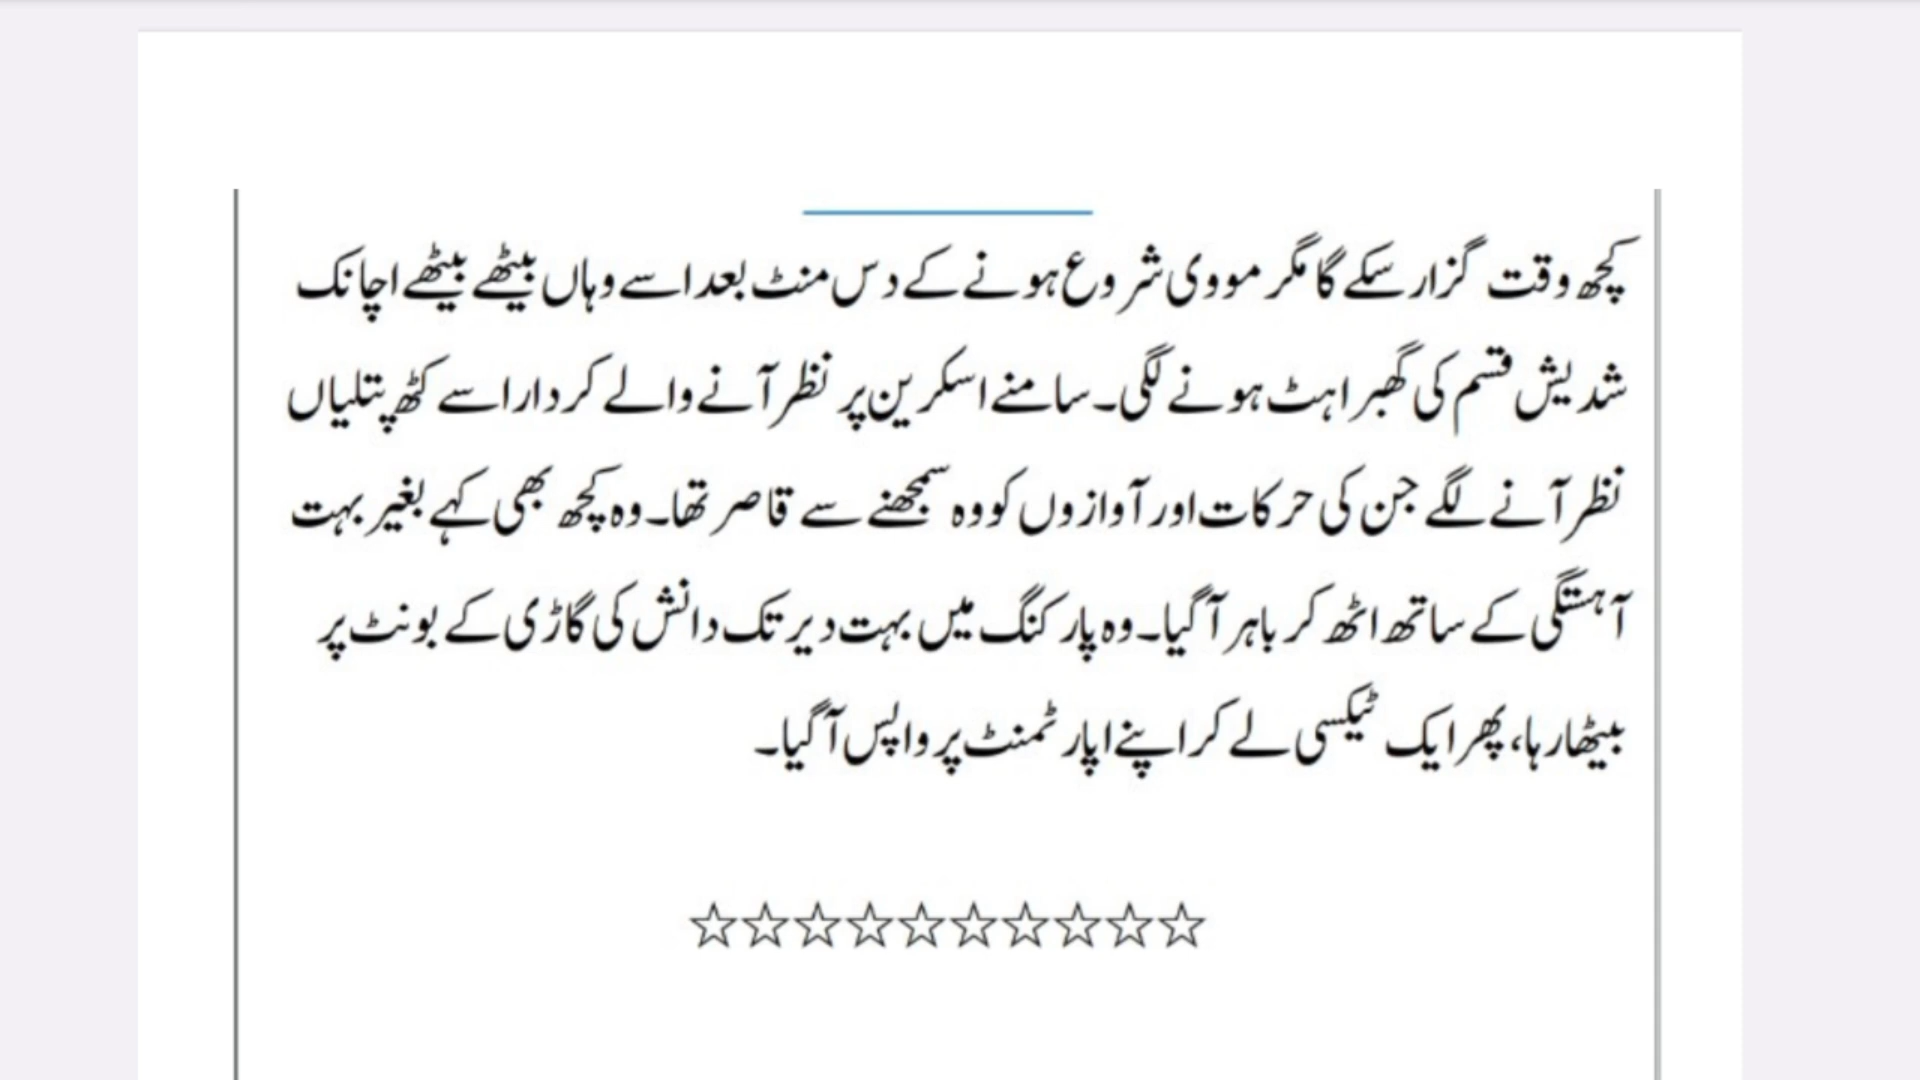 کچھ وقت گزار سکے گا مگر مووی شروع ہونے کے دس منٹ بعد اسے وہاں بیٹھے بیٹھے اچانک
شدیش قسم کی گھبراہٹ ہونے لگی۔ سامنے اسکرین پر نظر آنے والے کردار اسے کٹھ پتلیاں
نظر آنے لگے جن کی حرکات اور آوازوں کو وہ سمجھنے سے قاصر تھا۔ وہ کچھ بھی کہے بغیر بہت
آہستگی کے ساتھ اٹھ کر باہر آگیا۔ وہ پارکنگ میں بہت دیر تک دانش کی گاڑی کے بونٹ پر
بیٹھا رہا، پھر ایک ٹیکسی لے کر اپنے اپارٹمنٹ پر واپس آگیا۔
☆☆☆☆☆☆☆☆☆☆